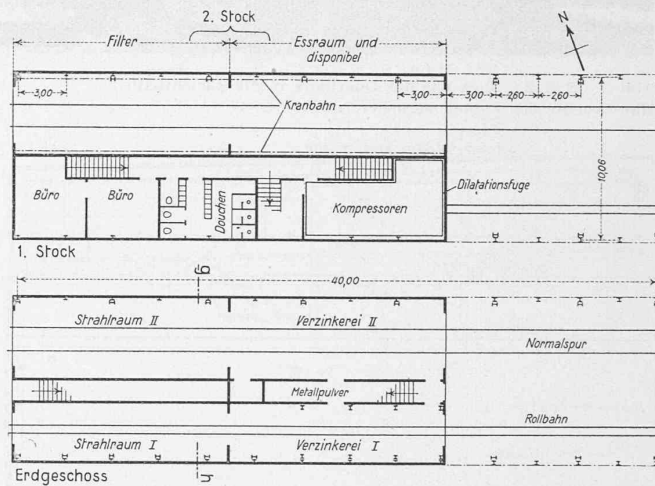 2. Stock
Filter
Essraum und
disponibel
N
3,00
3,00
3,00
2,60
2,60
Kranbahn
10,06
Büro
Büro
Douchen
Kompressoren
Dilatationsfuge
1. Stock
g
40,00
Strahlraum II
Verzinkerei II
Normalspur
Metallpulver
Rollbahn
Strahlraum I
Verzinkerei I
h
Erdgeschoss